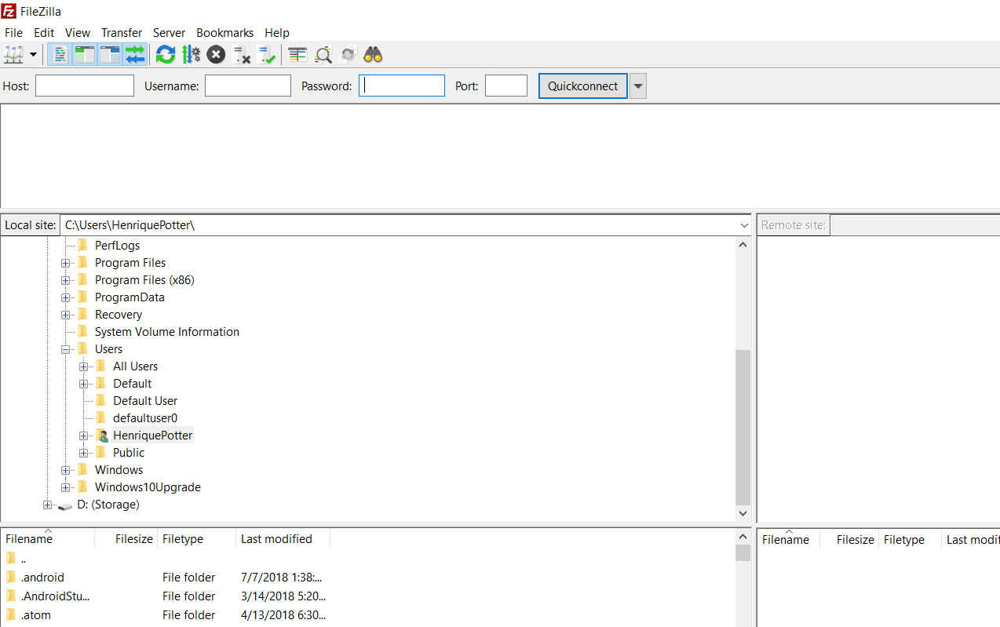 FileZilla
File Edit View Transfer Server Bookmarks Help
Host: Username: Password: Port: Quickconnect
Local site: C:\Users\HenriquePotter\
Remote site:
PerfLogs
Program Files
Program Files (x86)
ProgramData
Recovery
System Volume Information
Users
All Users
Default
Default User
defaultuser0
HenriquePotter
Public
Windows
Windows10Upgrade
D: (Storage)
Filename Filesize Filetype Last modified
..
.android File folder 7/7/2018 1:38:...
.AndroidStu... File folder 3/14/2018 5:20...
.atom File folder 4/13/2018 6:30...
Filename Filesize Filetype Last modif